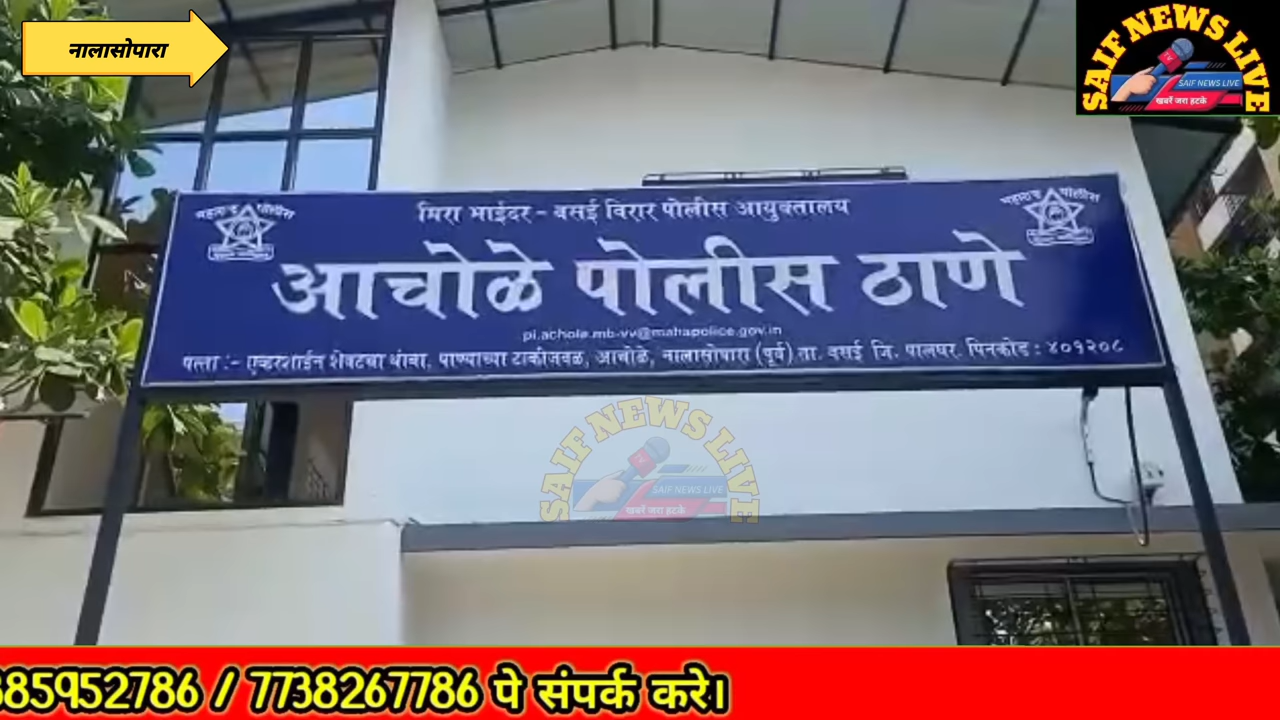 नालासोपारा
SAIF NEWS LIVE
SAIF NEWS LIVE
खबरें जरा हटके
महाराष्ट्र पोलीस
मिरा भाईंदर - वसई विरार पोलीस आयुक्तालय
महाराष्ट्र पोलीस
आचोळे पोलीस ठाणे
pi.achole.mb-vv@mahapolice.gov.in
पत्ता :- एव्हरशाईन शेवटचा थांबा, पाण्याच्या टाकीजवळ, आचोळे, नालासोपारा (पूर्व) ता. वसई जि. पालघर. पिनकोड : ४०१२०८
SAIF NEWS LIVE
SAIF NEWS LIVE
खबरें जरा हटके
385952786 / 7738267786 पे संपर्क करे।